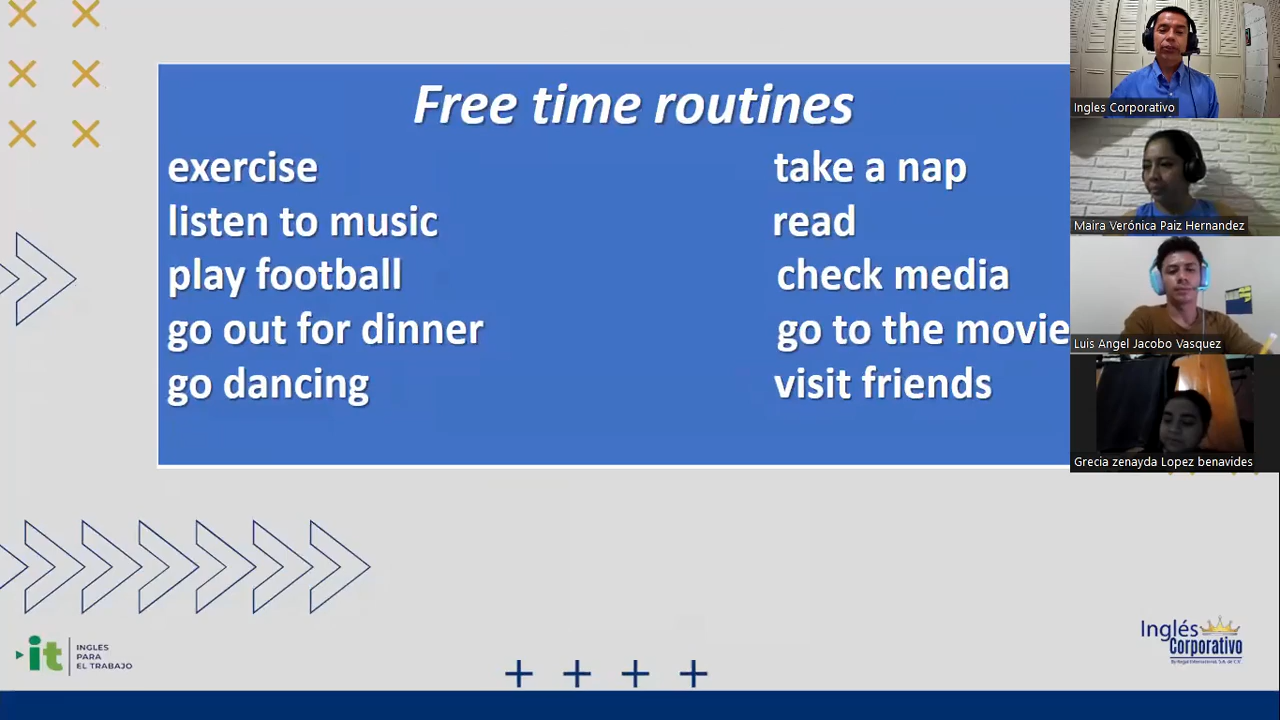 Free time routines
exercise
listen to music
play football
go out for dinner
go dancing
take a nap
read
check media
go to the movie
visit friends
Ingles Corporativo
Maira Verónica Paiz Hernandez
Luis Angel Jacobo Vasquez
Grecia zenayda Lopez benavides
it
INGLES
PARA
EL TRABAJO
Inglés
Corporativo